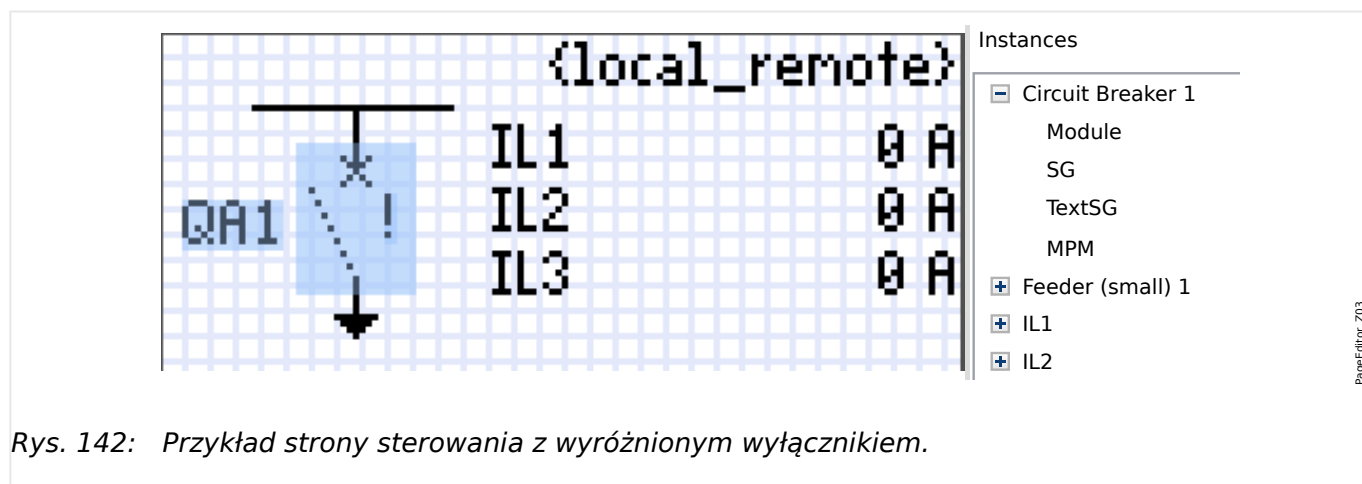 {local_remote}
IL1 0 A
QA1 !
IL2 0 A
IL3 0 A
Instances
Circuit Breaker 1
Module
SG
TextSG
MPM
Feeder (small) 1
IL1
IL2
PageEditor_Z03
Rys. 142: Przykład strony sterowania z wyróżnionym wyłącznikiem.